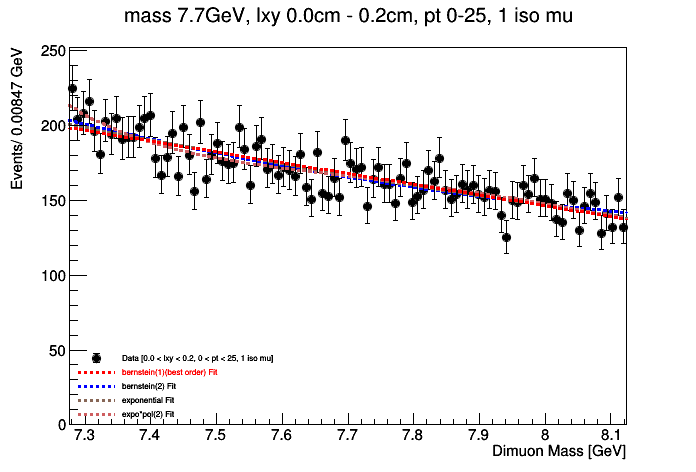 mass 7.7GeV, lxy 0.0cm - 0.2cm, pt 0-25, 1 iso mu
Events/ 0.00847 GeV
250
200
150
100
50
0
Data [0.0 < lxy < 0.2, 0 < pt < 25, 1 iso mu]
bernstein(1)(best order) Fit
bernstein(2) Fit
exponential Fit
expo*pol(2) Fit
7.3 7.4 7.5 7.6 7.7 7.8 7.9 8 8.1
Dimuon Mass [GeV]